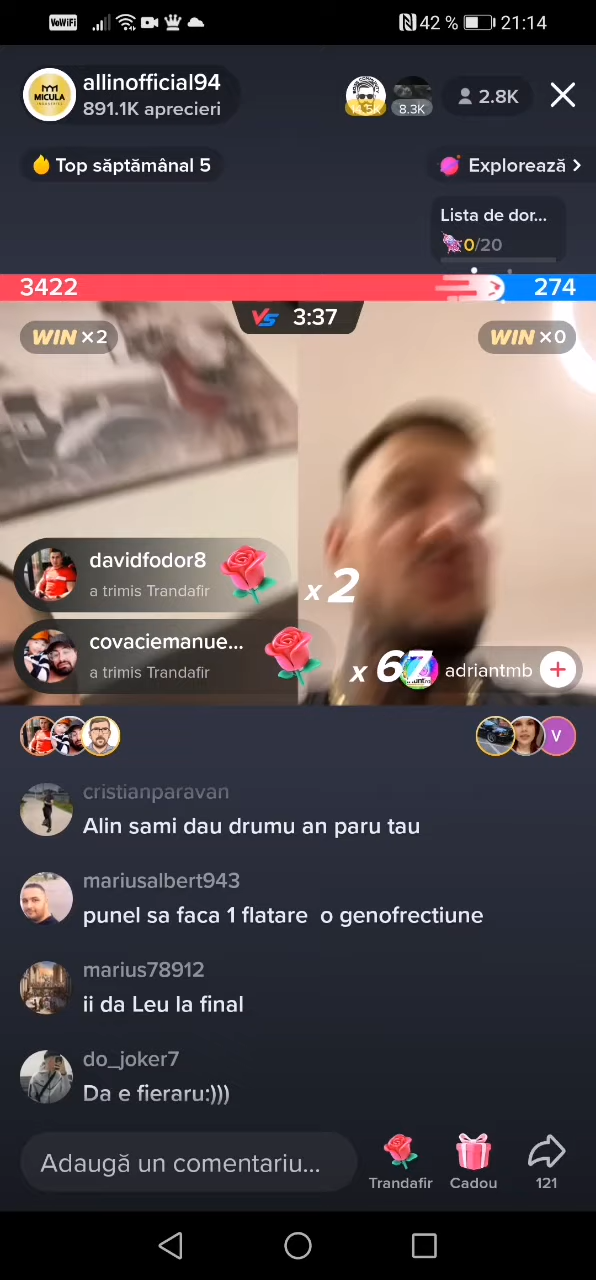 VoWiFi
42 %
21:14
MICULA
allinofficial94
891.1K aprecieri
8.3K
2.8K
Top săptămânal 5
Explorează
Lista de dor...
0/20
3422
274
VS 3:37
WIN ×2
WIN ×0
davidfodor8
a trimis Trandafir
x 2
covaciemanue...
a trimis Trandafir
x 67
adriantmb
V
cristianparavan
Alin sami dau drumu an paru tau
mariusalbert943
punel sa faca 1 flatare o genofrectiune
marius78912
ii da Leu la final
do_joker7
Da e fieraru:)))
Adaugă un comentariu...
Trandafir
Cadou
121